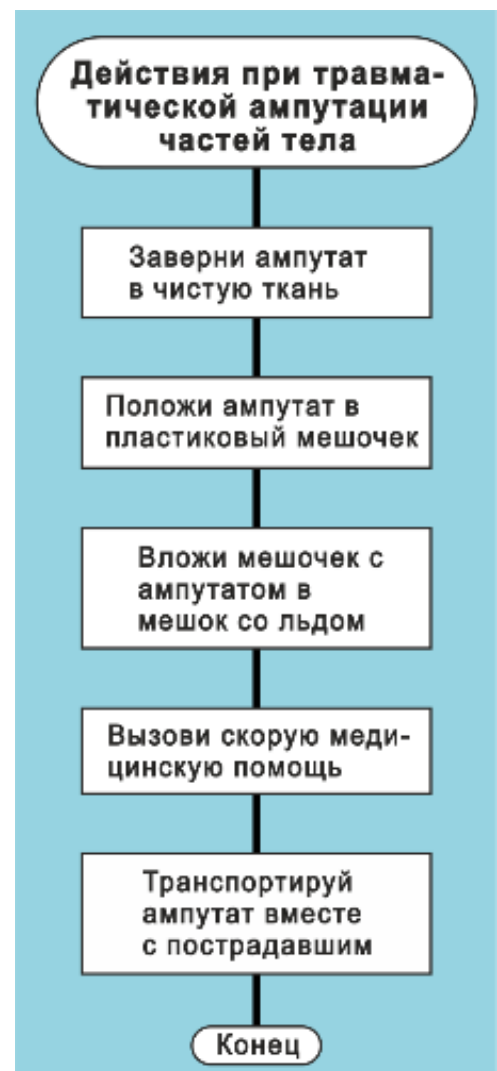 Действия при травма-
тической ампутации
частей тела
Заверни ампутат
в чистую ткань
Положи ампутат в
пластиковый мешочек
Вложи мешочек с
ампутатом в
мешок со льдом
Вызови скорую меди-
цинскую помощь
Транспортируй
ампутат вместе
с пострадавшим
Конец